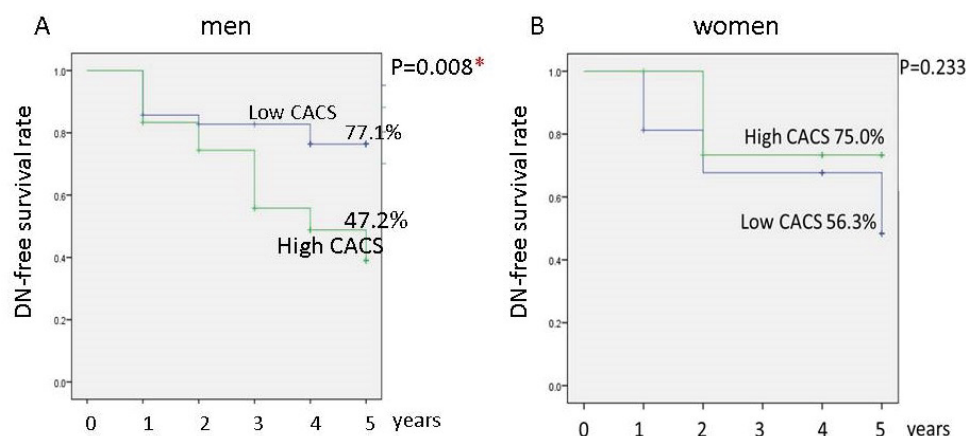 A
men
P=0.008*
DN-free survival rate
1.0
0.8
0.6
0.4
0.2
0.0
Low CACS
77.1%
47.2%
High CACS
0 1 2 3 4 5 years
B
women
P=0.233
DN-free survival rate
1.0
0.8
0.6
0.4
0.2
0.0
High CACS 75.0%
Low CACS 56.3%
0 1 2 3 4 5 years